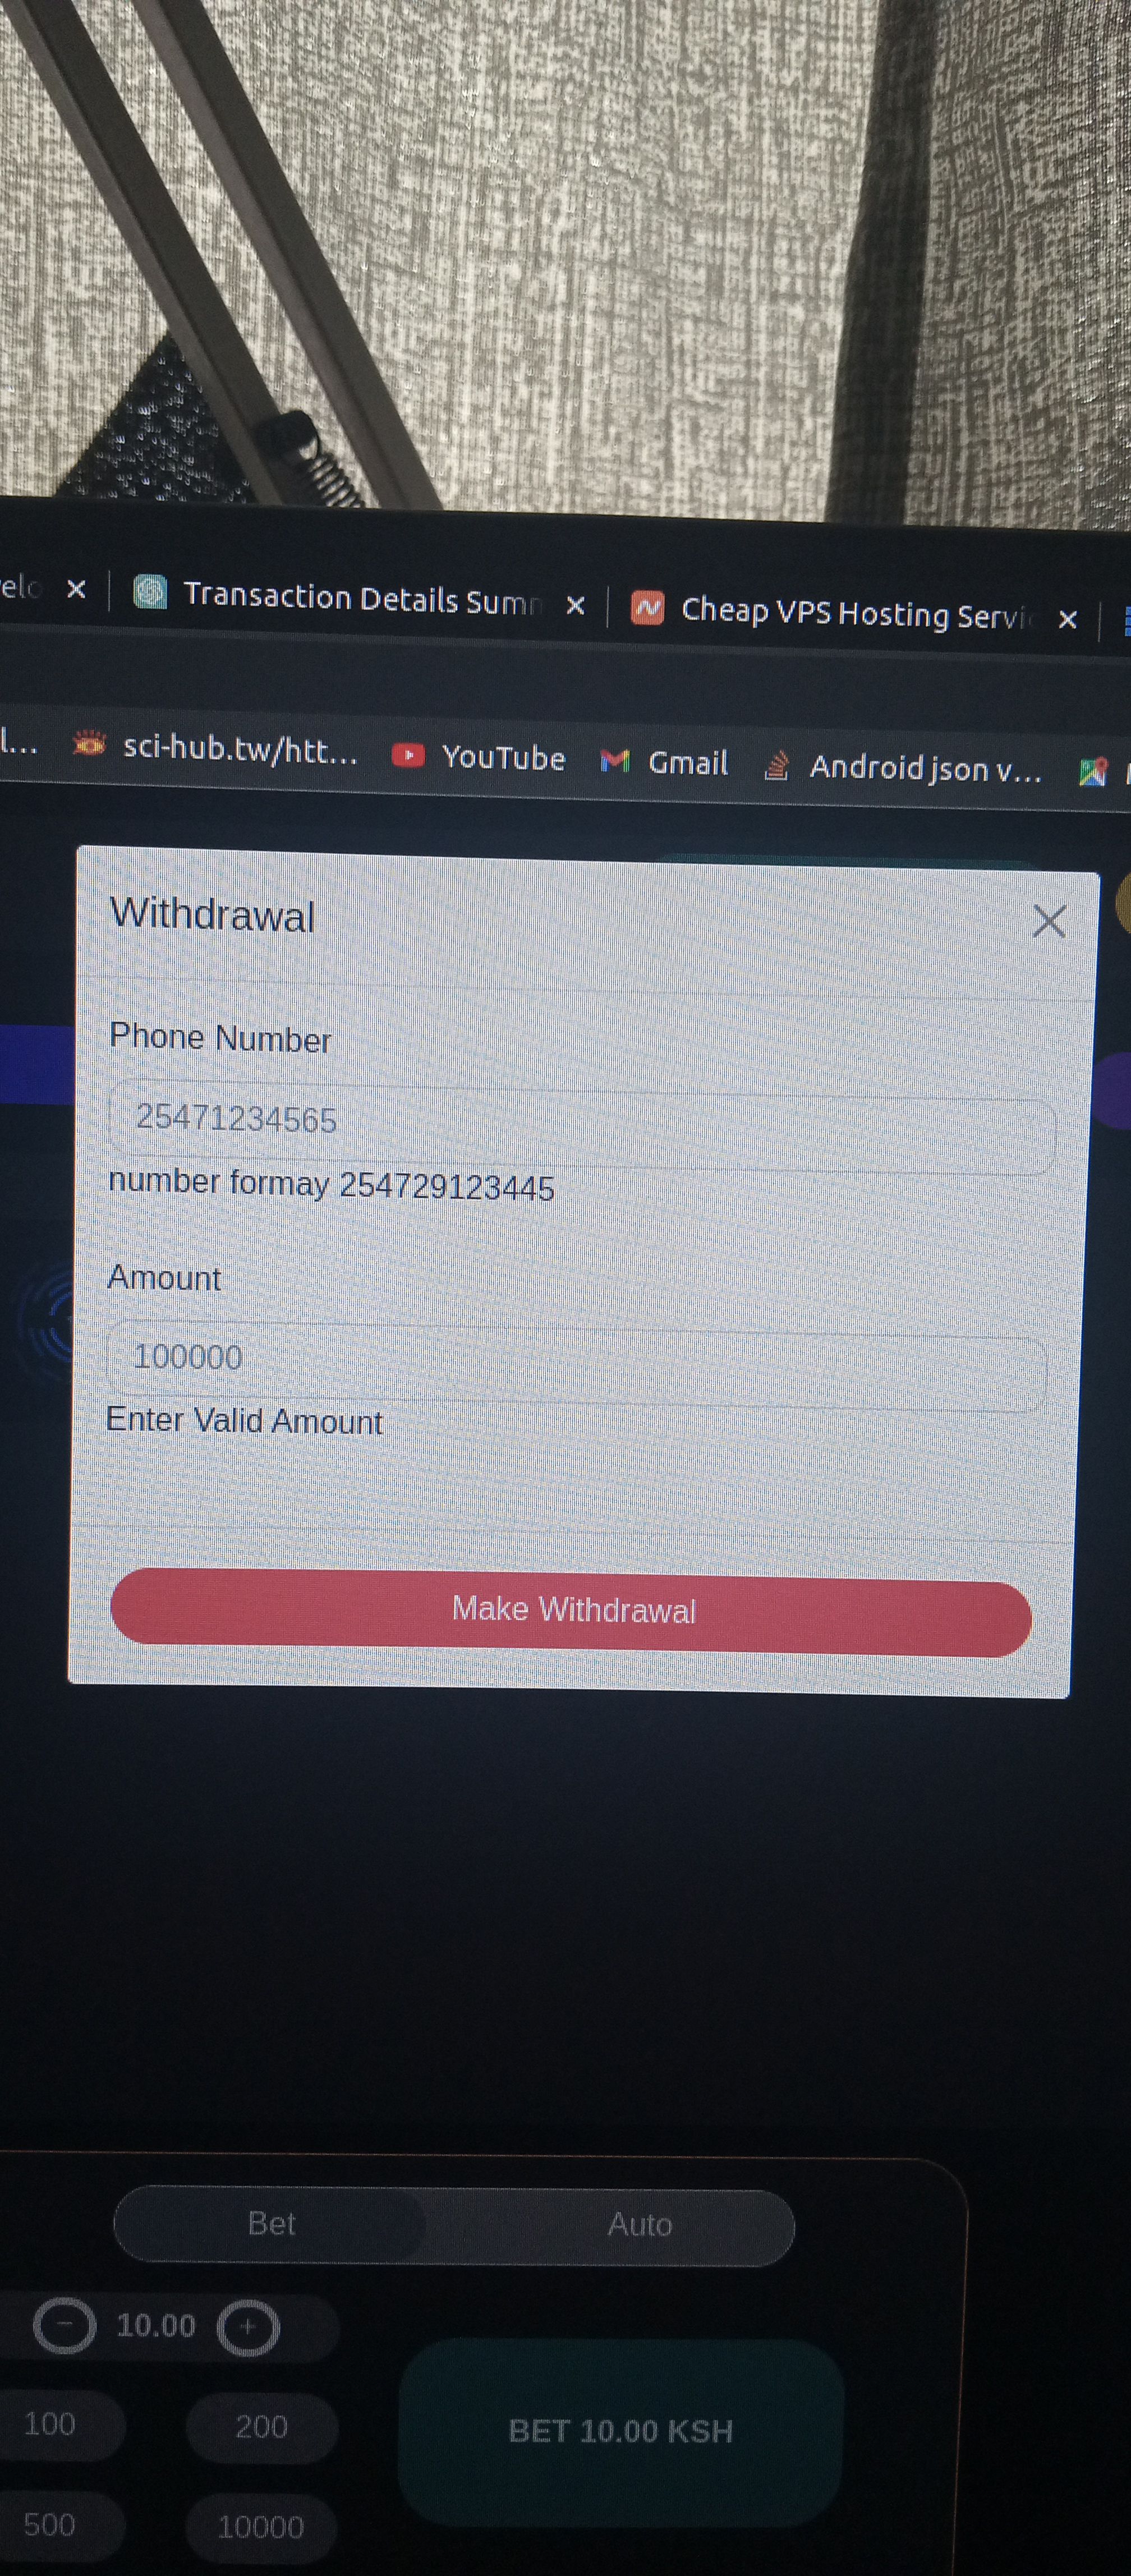 Transaction Details Sum
Cheap VPS Hosting Servi
sci-hub.tw/htt...
YouTube
Gmail
Android json v...
Withdrawal
Phone Number
25471234565
number formay 254729123445
Amount
100000
Enter Valid Amount
Make Withdrawal
Bet
Auto
10.00
100
200
BET 10.00 KSH
500
10000